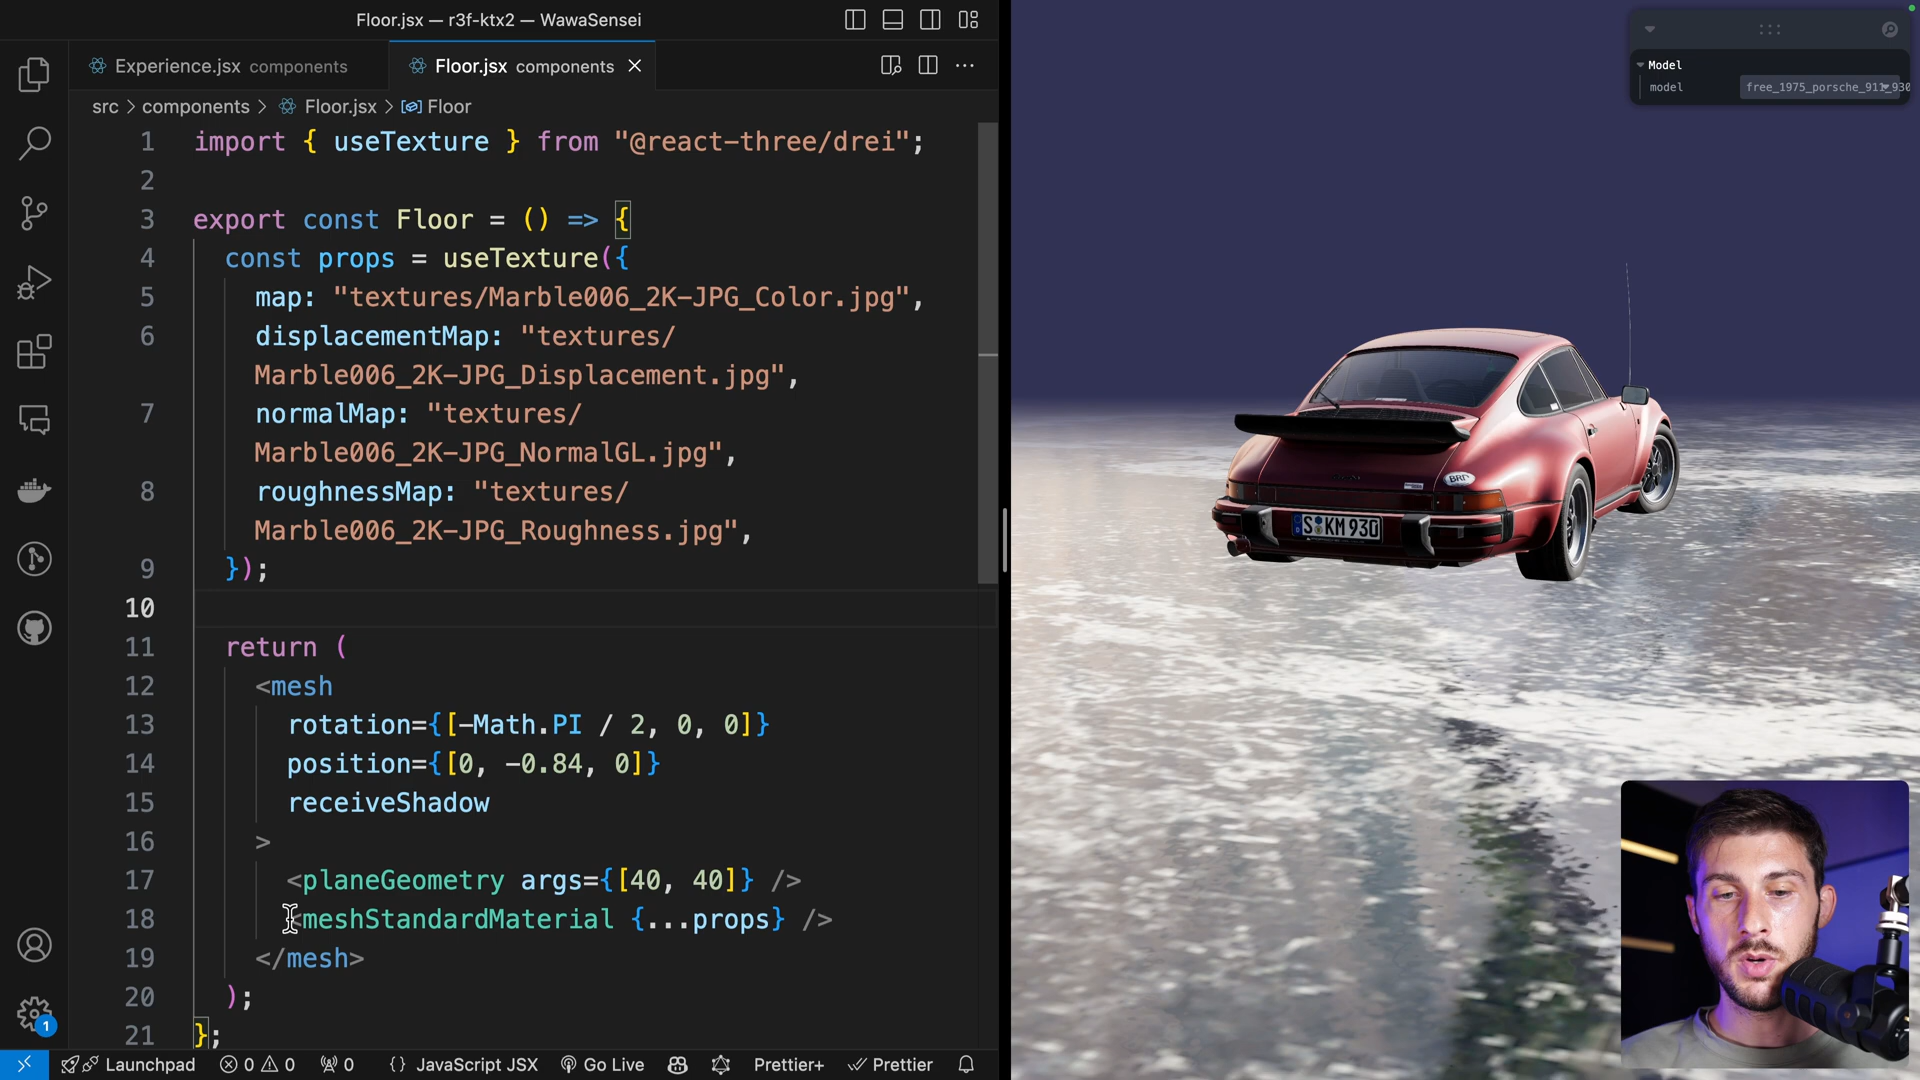 Floor.jsx — r3f-ktx2 — WawaSensei
Experience.jsx components
Floor.jsx components
src > components > Floor.jsx > Floor
1 import { useTexture } from "@react-three/drei";
2
3 export const Floor = () => {
4 const props = useTexture({
5 map: "textures/Marble006_2K-JPG_Color.jpg",
6 displacementMap: "textures/
Marble006_2K-JPG_Displacement.jpg",
7 normalMap: "textures/
Marble006_2K-JPG_NormalGL.jpg",
8 roughnessMap: "textures/
Marble006_2K-JPG_Roughness.jpg",
9 });
10
11 return (
12 <mesh
13 rotation={[-Math.PI / 2, 0, 0]}
14 position={[0, -0.84, 0]}
15 receiveShadow
16 >
17 <planeGeometry args={[40, 40]} />
18 <meshStandardMaterial {...props} />
19 </mesh>
20 );
21 };
1
Launchpad 0 0 0 {} JavaScript JSX Go Live Prettier+ Prettier
Model
model free_1975_porsche_911_930
BRD
S KM 930